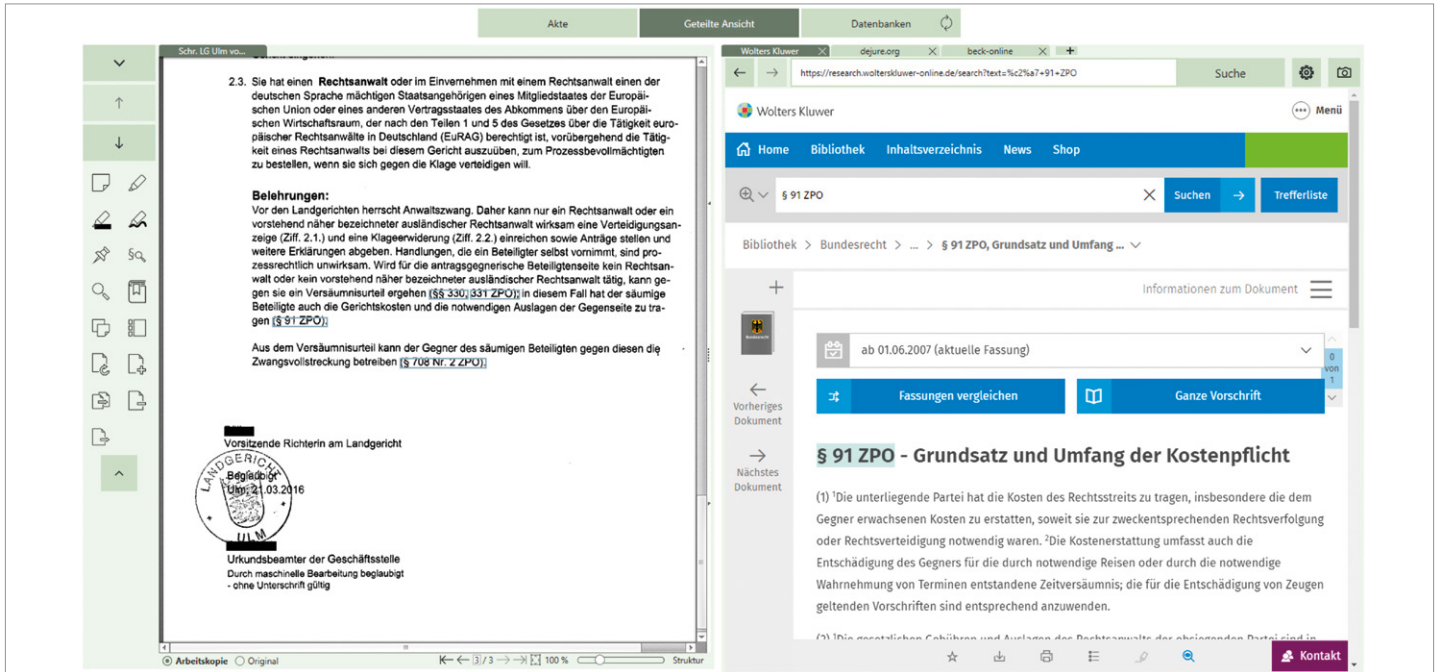 Akte
Geteilte Ansicht
Datenbanken
Schr. LG Ulm vo...
2.3. Sie hat einen Rechtsanwalt oder im Einvernehmen mit einem Rechtsanwalt einen der
deutschen Sprache mächtigen Staatsangehörigen eines Mitgliedstaates der Europäi-
schen Union oder eines anderen Vertragsstaates des Abkommens über den Europäi-
schen Wirtschaftsraum, der nach den Teilen 1 und 5 des Gesetzes über die Tätigkeit euro-
päischer Rechtsanwälte in Deutschland (EuRAG) berechtigt ist, vorübergehend die Tätig-
keit eines Rechtsanwalts bei diesem Gericht auszuüben, zum Prozessbevollmächtigten
zu bestellen, wenn sie sich gegen die Klage verteidigen will.
Belehrungen:
Vor den Landgerichten herrscht Anwaltszwang. Daher kann nur ein Rechtsanwalt oder ein
vorstehend näher bezeichneter ausländischer Rechtsanwalt wirksam eine Verteidigungsan-
zeige (Ziff. 2.1.) und eine Klageerwiderung (Ziff. 2.2.) einreichen sowie Anträge stellen und
weitere Erklärungen abgeben. Handlungen, die ein Beteiligter selbst vornimmt, sind pro-
zessrechtlich unwirksam. Wird für die antragsgegnerische Beteiligtenseite kein Rechtsan-
walt oder kein vorstehend näher bezeichneter ausländischer Rechtsanwalt tätig, kann ge-
gen sie ein Versäumnisurteil ergehen (§§ 330, 331 ZPO); in diesem Fall hat der säumige
Beteiligte auch die Gerichtskosten und die notwendigen Auslagen der Gegenseite zu tra-
gen (§ 91 ZPO).
Aus dem Versäumnisurteil kann der Gegner des säumigen Beteiligten gegen diesen die
Zwangsvollstreckung betreiben (§ 708 Nr. 2 ZPO).
Vorsitzende Richterin am Landgericht
LANDGERICHT
Beglaubigt
Ulm, 21.03.2016
ULM
Urkundsbeamter der Geschäftsstelle
Durch maschinelle Bearbeitung beglaubigt
- ohne Unterschrift gültig
Arbeitskopie Original
3 / 3
100 %
Struktur
Wolters Kluwer
dejure.org
beck-online
https://research.wolterskluwer-online.de/search?text=%c2%a7+91+ZPO
Suche
Wolters Kluwer
Menü
Home Bibliothek Inhaltsverzeichnis News Shop
§ 91 ZPO
Suchen
Trefferliste
Bibliothek > Bundesrecht > ... > § 91 ZPO, Grundsatz und Umfang ...
Informationen zum Dokument
Bundesrecht
ab 01.06.2007 (aktuelle Fassung)
0
von
1
Vorheriges
Dokument
Fassungen vergleichen
Ganze Vorschrift
Nächstes
Dokument
§ 91 ZPO - Grundsatz und Umfang der Kostenpflicht
(1) ¹Die unterliegende Partei hat die Kosten des Rechtsstreits zu tragen, insbesondere die dem
Gegner erwachsenen Kosten zu erstatten, soweit sie zur zweckentsprechenden Rechtsverfolgung
oder Rechtsverteidigung notwendig waren. ²Die Kostenerstattung umfasst auch die
Entschädigung des Gegners für die durch notwendige Reisen oder durch die notwendige
Wahrnehmung von Terminen entstandene Zeitversäumnis; die für die Entschädigung von Zeugen
geltenden Vorschriften sind entsprechend anzuwenden.
(2) ¹Die gesetzlichen Gebühren und Auslagen des Rechtsanwalts der obsiegenden Partei sind in
Kontakt